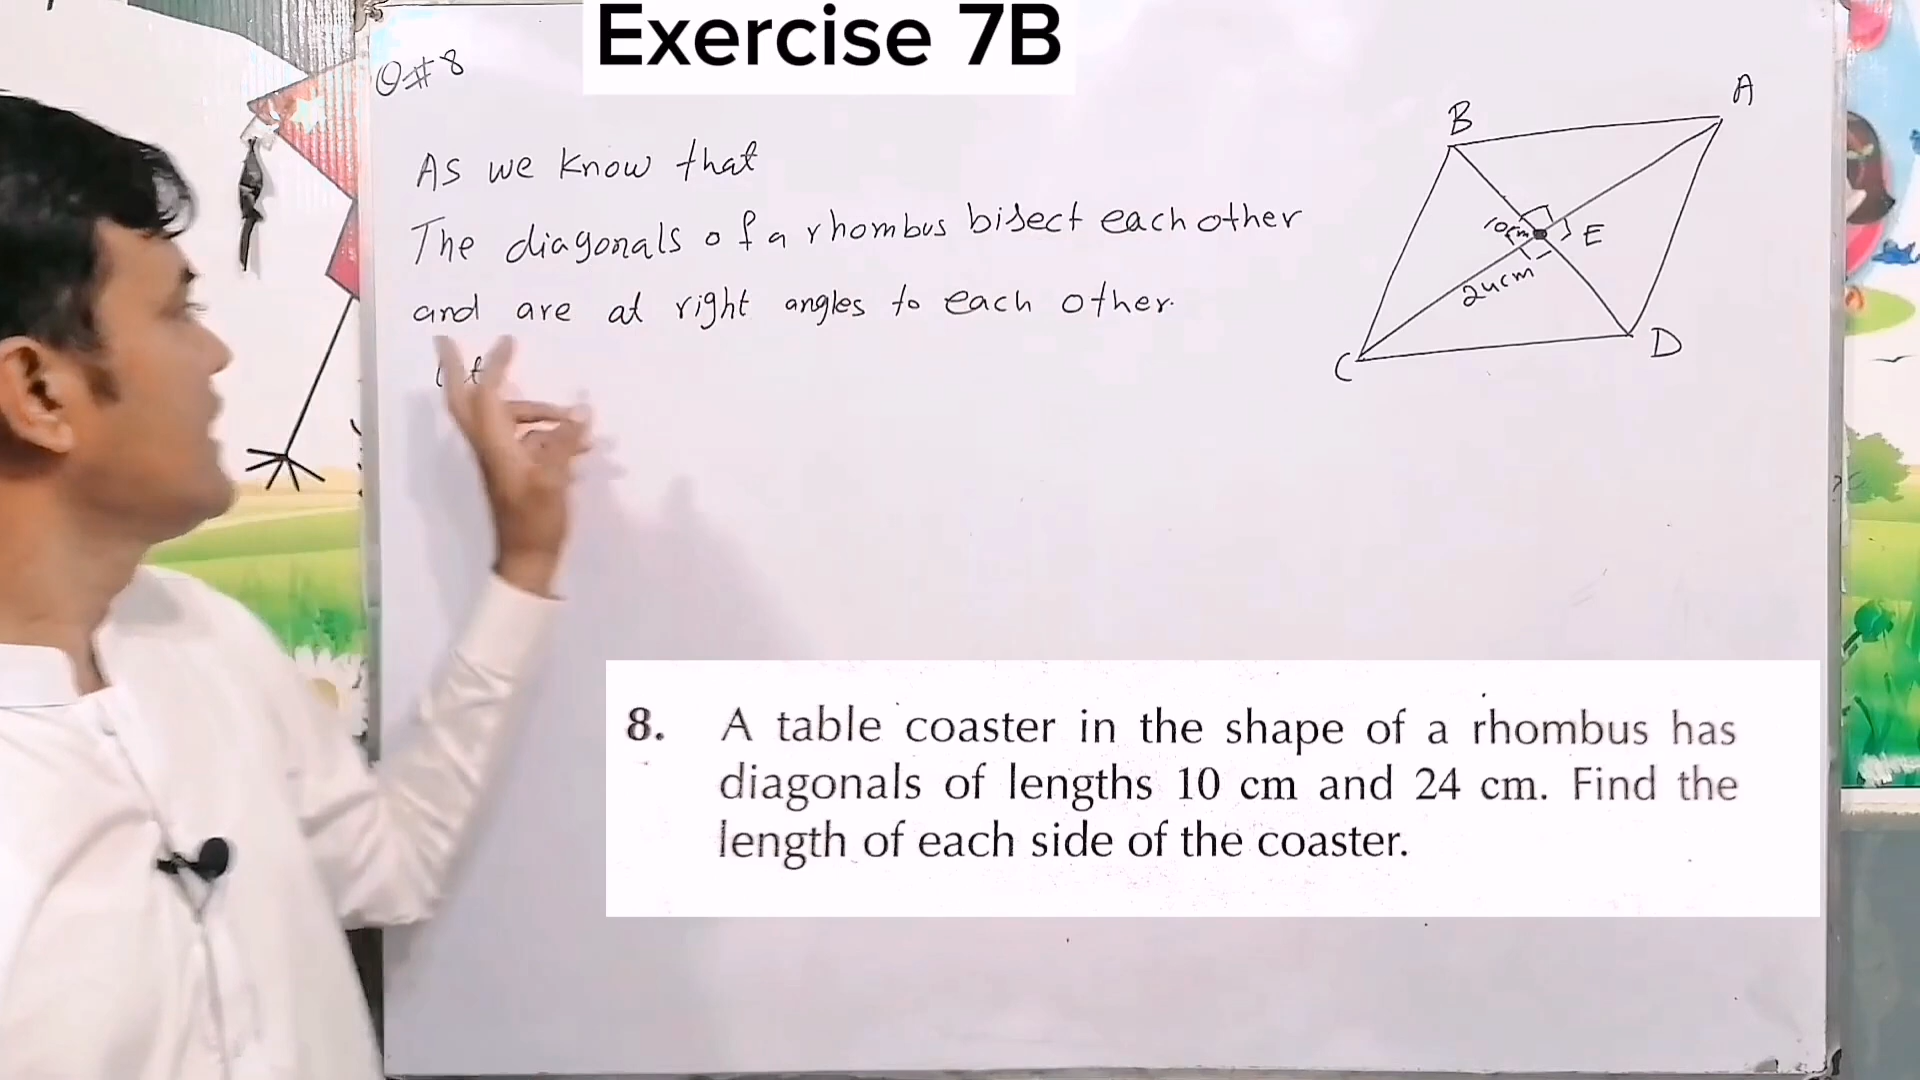 Exercise 7B
Q#8
As we know that
The diagonals of a rhombus bisect each other
and are at right angles to each other.
B
A
10cm
E
24cm
C
D
8. A table coaster in the shape of a rhombus has
diagonals of lengths 10 cm and 24 cm. Find the
length of each side of the coaster.